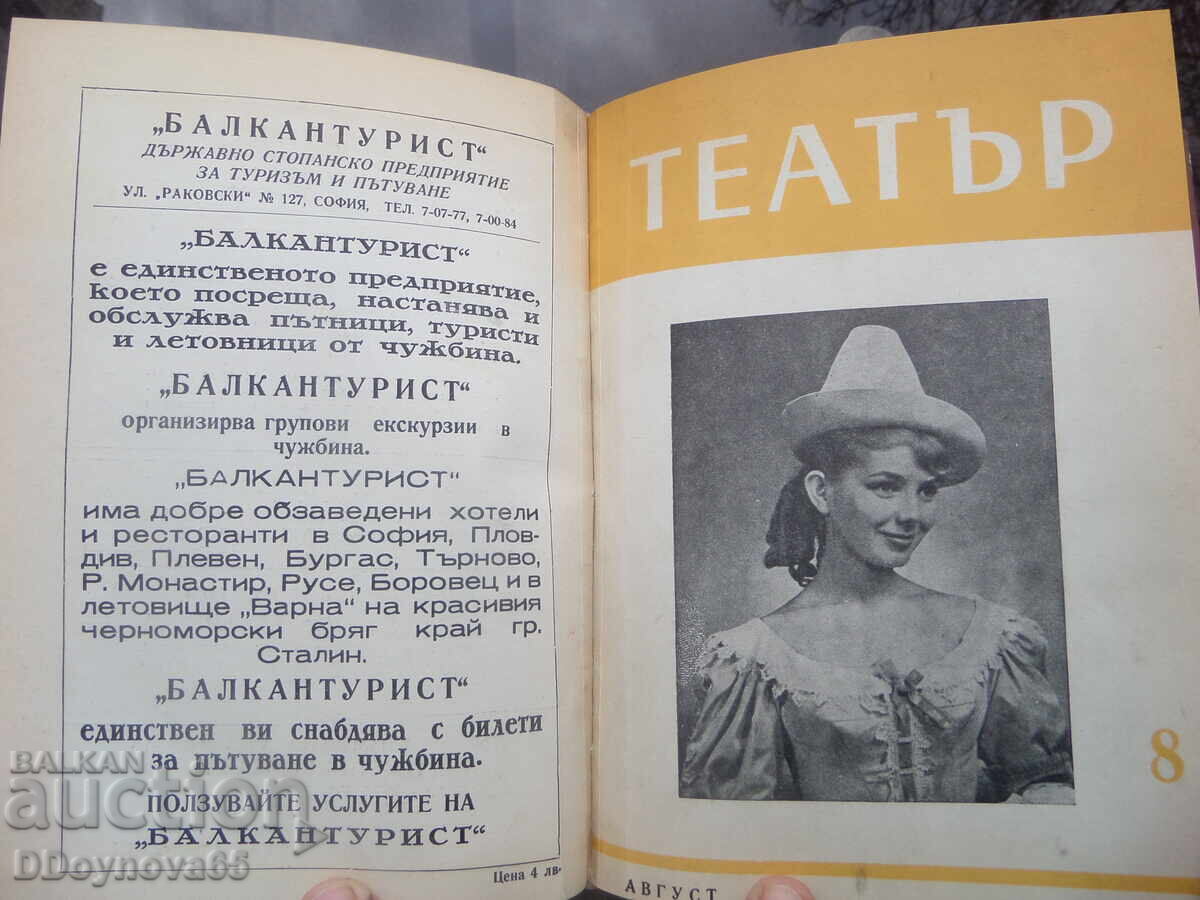 „БАЛКАНТУРИСТ“
ДЪРЖАВНО СТОПАНСКО ПРЕДПРИЯТИЕ
ЗА ТУРИЗЪМ И ПЪТУВАНЕ
УЛ. „РАКОВСКИ“ № 127, СОФИЯ, ТЕЛ. 7-07-77, 7-00-84
„БАЛКАНТУРИСТ“
е единственото предприятие,
което посреща, настанява и
обслужва пътници, туристи
и летовници от чужбина.
„БАЛКАНТУРИСТ“
организирва групови екскурзии в
чужбина.
„БАЛКАНТУРИСТ“
има добре обзаведени хотели
и ресторанти в София, Плов-
див, Плевен, Бургас, Търново,
Р. Монастир, Русе, Боровец и в
летовище „Варна“ на красивия
черноморски бряг край гр.
Сталин.
„БАЛКАНТУРИСТ“
единствен ви снабдява с билети
за пътуване в чужбина.
ПОЛЗУВАЙТЕ УСЛУГИТЕ НА
„БАЛКАНТУРИСТ“
Цена 4 лв.
ТЕАТЪР
8
АВГУСТ
BALKAN
auction
DDoynova65